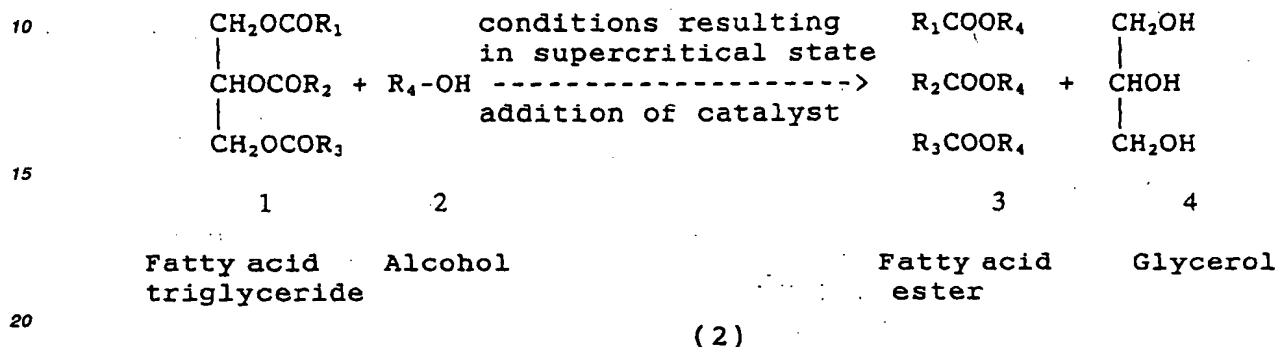 10 CH₂OCOR₁ conditions resulting R₁COOR₄ CH₂OH
in supercritical state
CHOCOR₂ + R₄-OH --------------------> R₂COOR₄ + CHOH
addition of catalyst
CH₂OCOR₃ R₃COOR₄ CH₂OH
15
1 2 3 4
Fatty acid Alcohol Fatty acid Glycerol
triglyceride ester
20
(2)